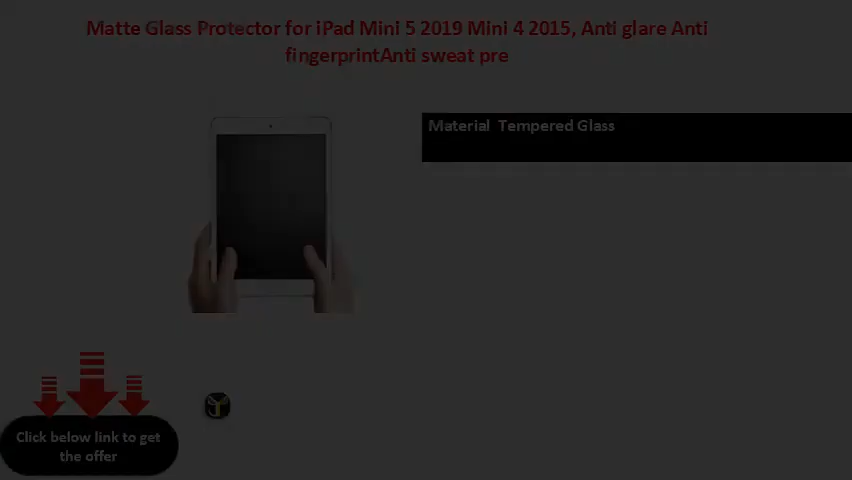 Matte Glass Protector for iPad Mini 5 2019 Mini 4 2015, Anti glare Anti
fingerprintAnti sweat pre
Material  Tempered Glass
Click below link to get
the offer